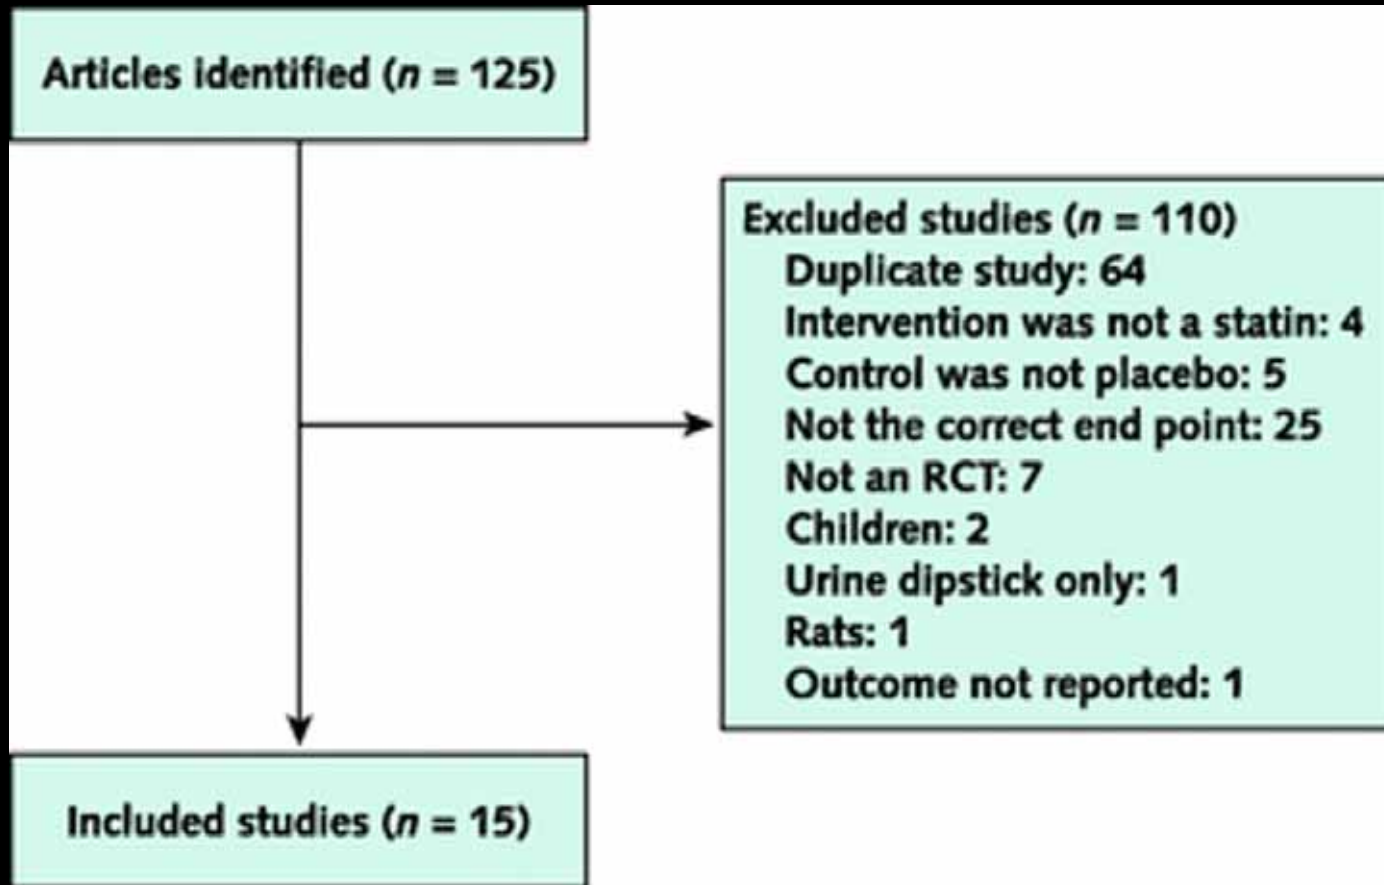 Articles identified (n = 125)
Excluded studies (n = 110)
Duplicate study: 64
Intervention was not a statin: 4
Control was not placebo: 5
Not the correct end point: 25
Not an RCT: 7
Children: 2
Urine dipstick only: 1
Rats: 1
Outcome not reported: 1
Included studies (n = 15)